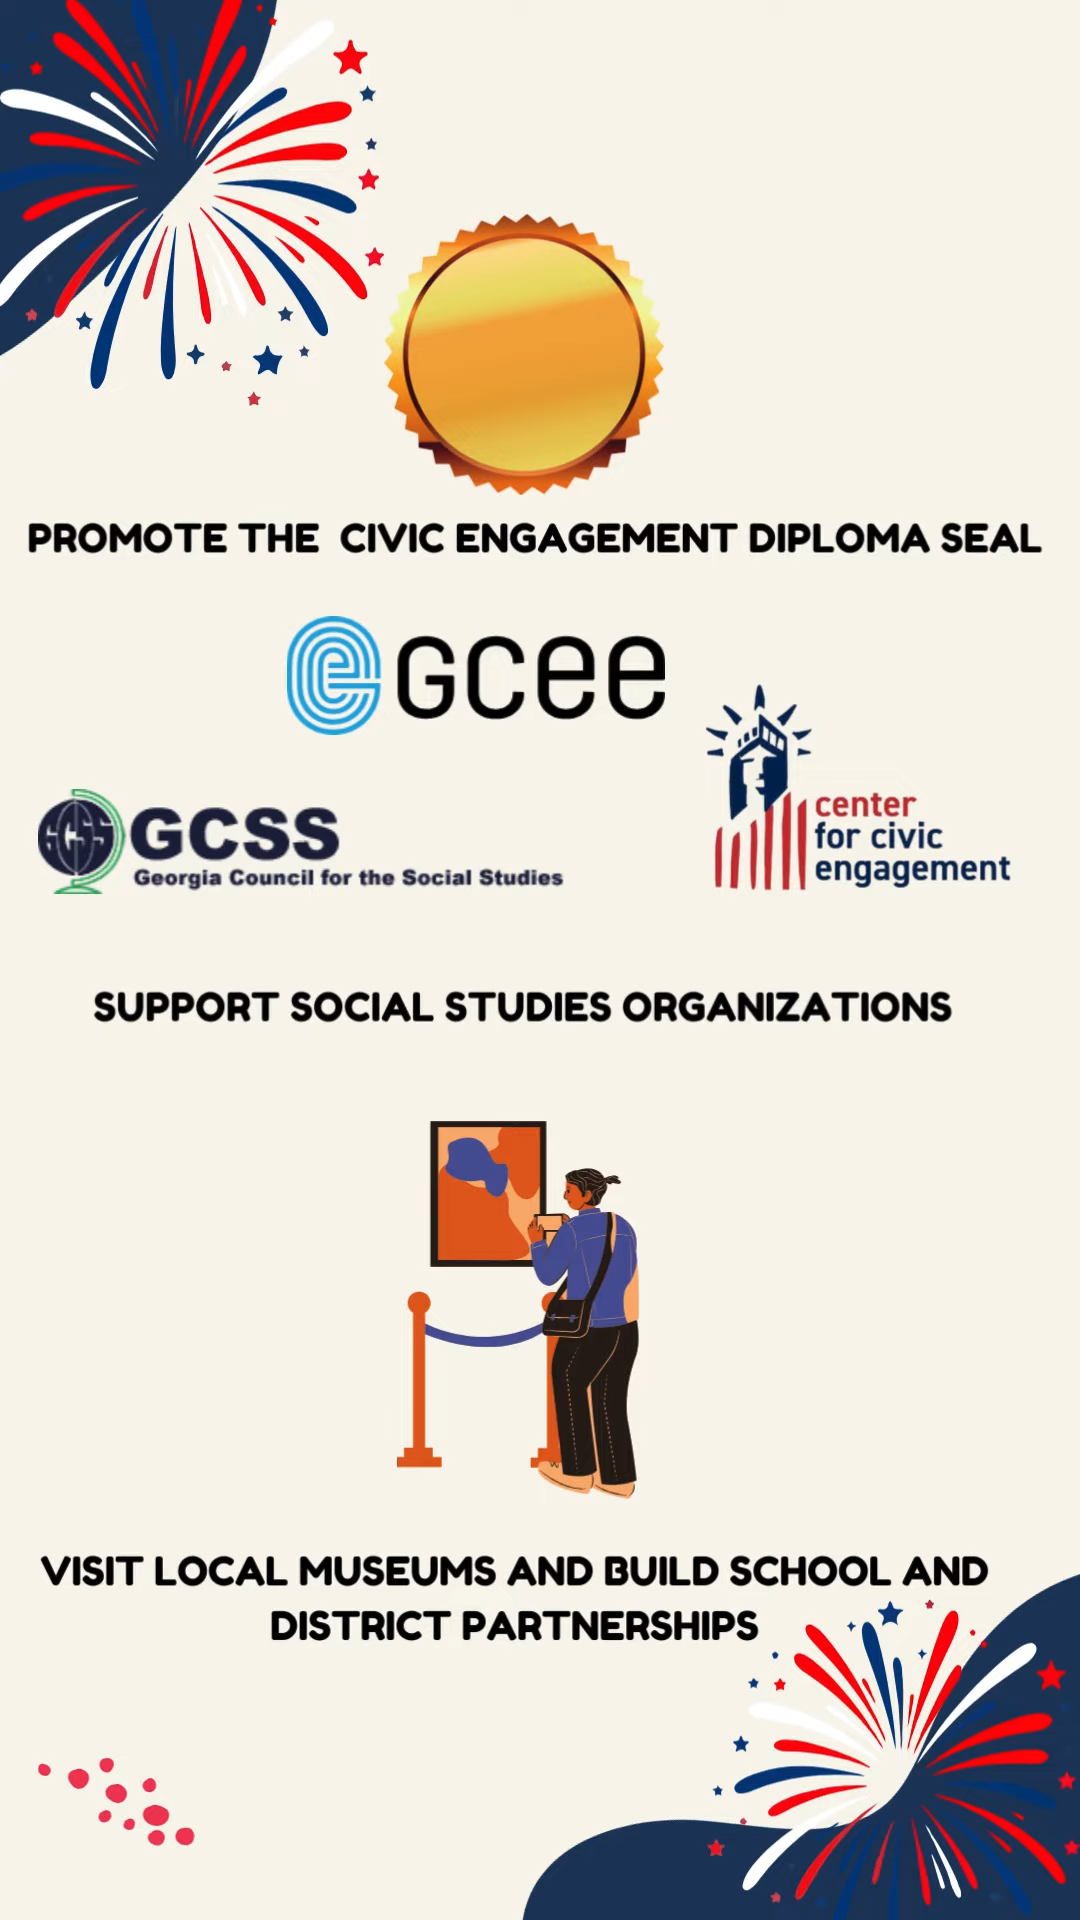 PROMOTE THE CIVIC ENGAGEMENT DIPLOMA SEAL
e GCEE
GCSS GCSS
Georgia Council for the Social Studies
center
for civic
engagement
SUPPORT SOCIAL STUDIES ORGANIZATIONS
VISIT LOCAL MUSEUMS AND BUILD SCHOOL AND
DISTRICT PARTNERSHIPS